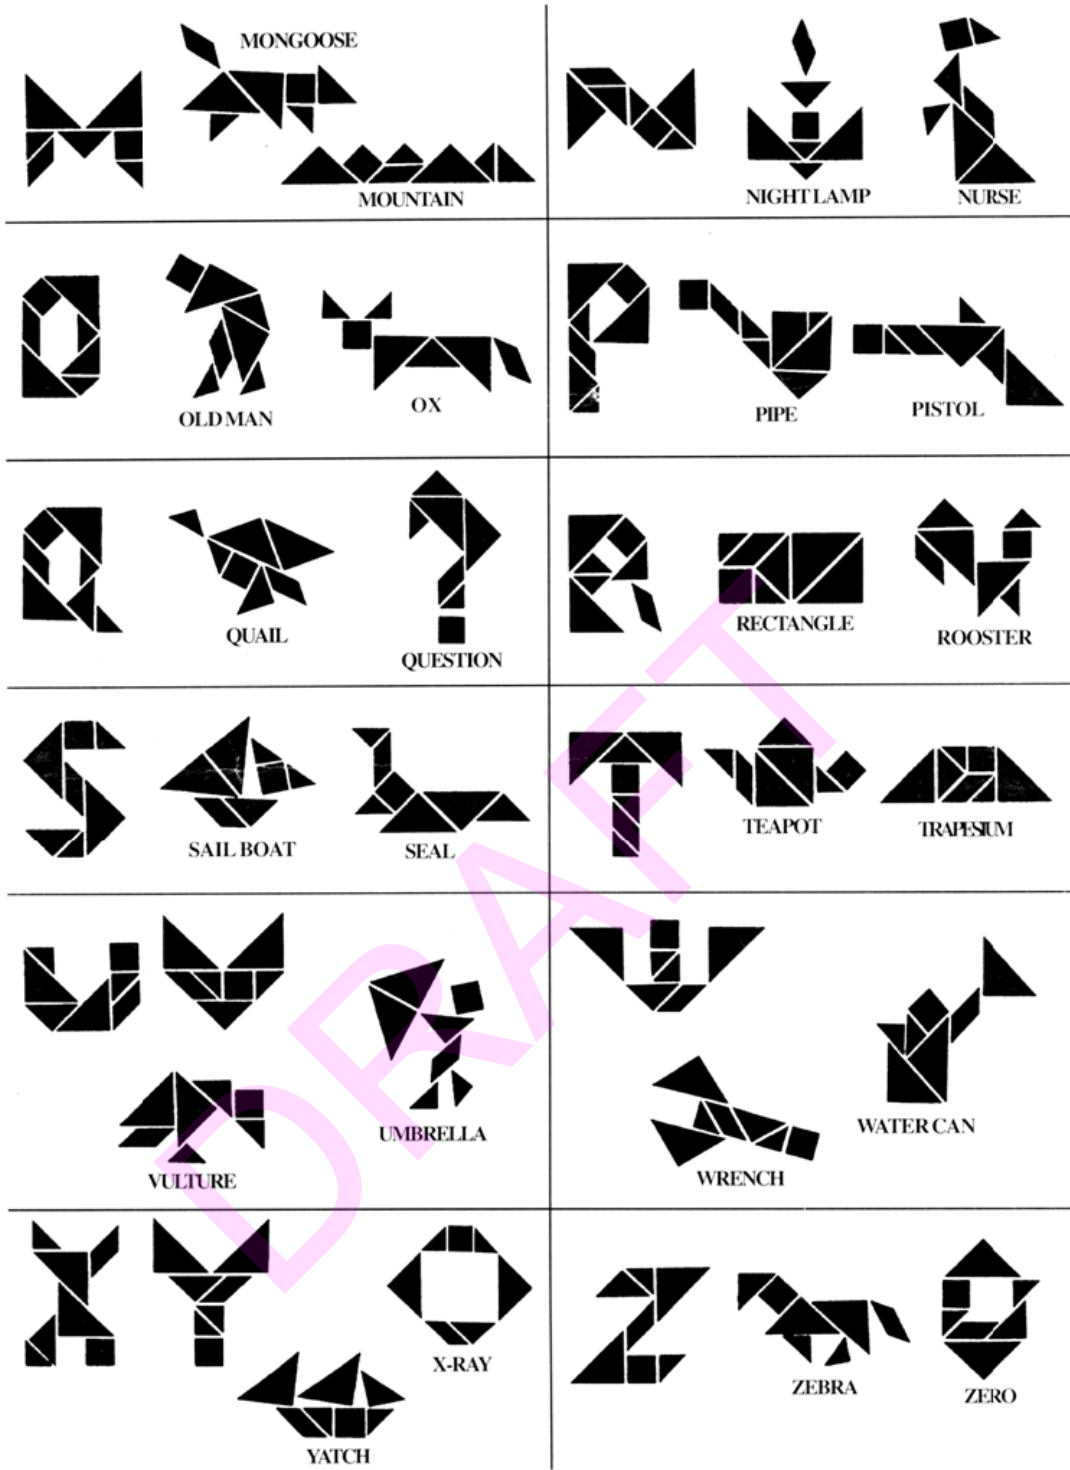 MONGOOSE
MOUNTAIN
NIGHT LAMP
NURSE
OLD MAN
OX
PIPE
PISTOL
QUAIL
QUESTION
RECTANGLE
ROOSTER
SAIL BOAT
SEAL
TEAPOT
TRAPESIUM
VULTURE
UMBRELLA
WRENCH
WATER CAN
X-RAY
YATCH
ZEBRA
ZERO
DRAFT